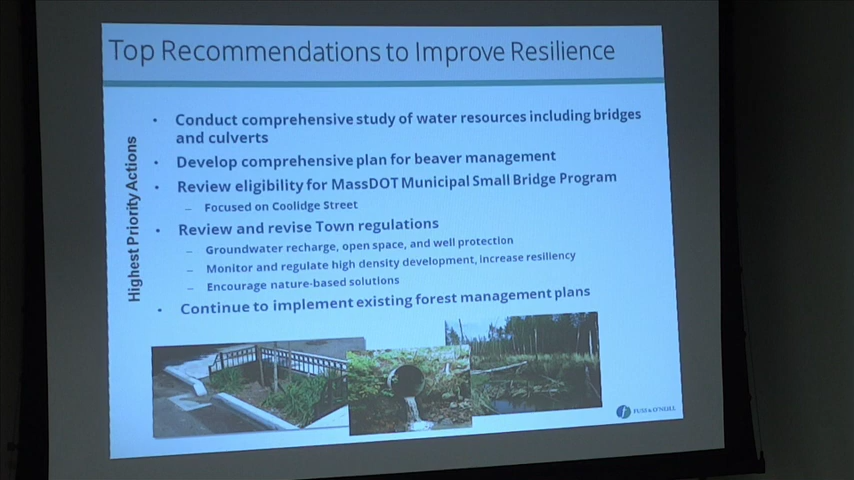 Top Recommendations to Improve Resilience
Highest Priority Actions
• Conduct comprehensive study of water resources including bridges
and culverts
• Develop comprehensive plan for beaver management
• Review eligibility for MassDOT Municipal Small Bridge Program
– Focused on Coolidge Street
• Review and revise Town regulations
– Groundwater recharge, open space, and well protection
– Monitor and regulate high density development, increase resiliency
– Encourage nature-based solutions
• Continue to implement existing forest management plans
FUSS & O'NEILL